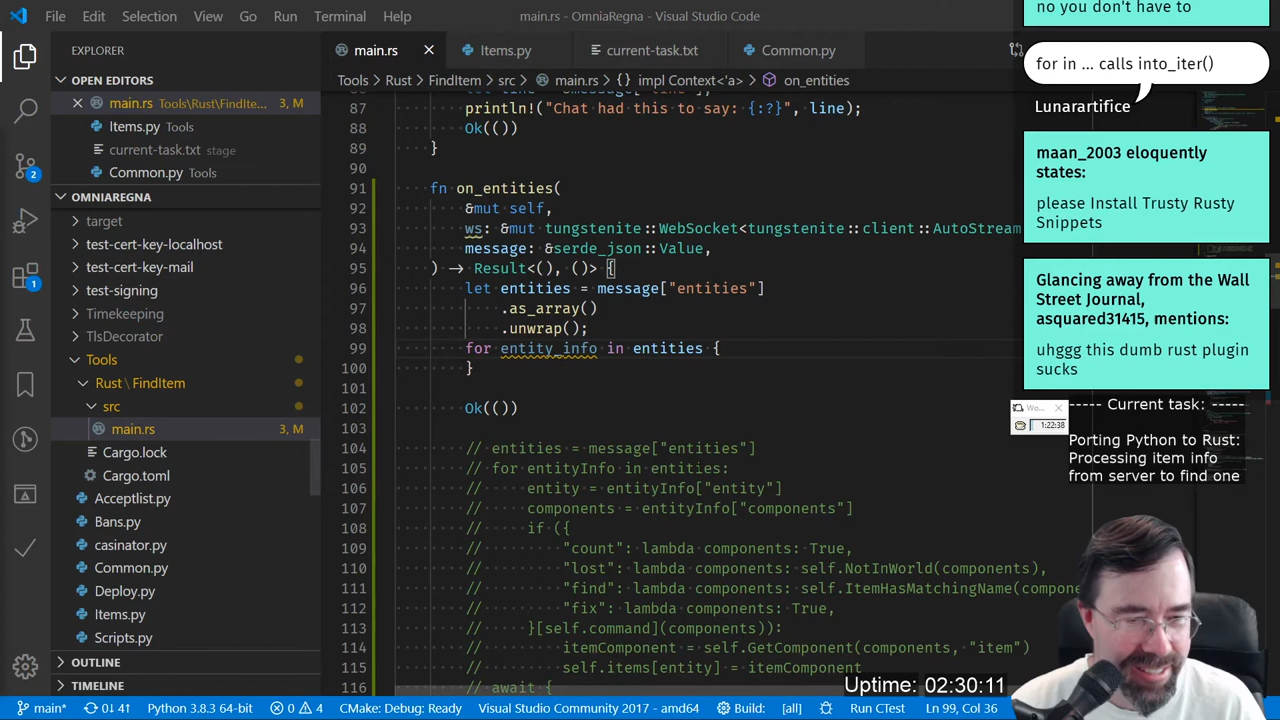 File Edit Selection View Go Run Terminal Help
main.rs - OmniaRegna - Visual Studio Code
EXPLORER
OPEN EDITORS
main.rs Tools\Rust\FindIte... 3, M
Items.py Tools
current-task.txt stage
Common.py Tools
OMNIAREGNA
target
test-cert-key-localhost
test-cert-key-mail
test-signing
Timekeeping
TlsDecorator
Tools
Rust \ FindItem
src
main.rs 3, M
Cargo.lock
Cargo.toml
Acceptlist.py
Bans.py
casinator.py
Common.py
Deploy.py
Items.py
Scripts.py
OUTLINE
TIMELINE
2
1
main.rs
Items.py
current-task.txt
Common.py
Tools > Rust > FindItem > src > main.rs > {} impl Context<'a> > on_entities
87 println!("Chat had this to say: {:?}", line);
88 Ok(())
89 }
90
91 fn on_entities(
92 &mut self,
93 ws: &mut tungstenite::WebSocket<tungstenite::client::AutoStream
94 message: &serde_json::Value,
95 ) -> Result<(), ()> {
96 let entities = message["entities"]
97 .as_array()
98 .unwrap();
99 for entity_info in entities {
100 }
101
102 Ok(())
103
104 // entities = message["entities"]
105 // for entityInfo in entities:
106 // entity = entityInfo["entity"]
107 // components = entityInfo["components"]
108 // if ({
109 // "count": lambda components: True,
110 // "lost": lambda components: self.NotInWorld(components),
111 // "find": lambda components: self.ItemHasMatchingName(compone
112 // "fix": lambda components: True,
113 // }[self.command](components)):
114 // itemComponent = self.GetComponent(components, "item")
115 // self.items[entity] = itemComponent
116 // await {
no you don't have to
for in ... calls into_iter()
Lunarartifice
maan_2003 eloquently
states:
please Install Trusty Rusty
Snippets
Glancing away from the Wall
Street Journal,
asquared31415, mentions:
uhggg this dumb rust plugin
sucks
Wo...
1:22:38
----- Current task: -----
Porting Python to Rust:
Processing item info
from server to find one
Uptime: 02:30:11
main* 0↓ 4↑ Python 3.8.3 64-bit 0 4 CMake: Debug: Ready Visual Studio Community 2017 - amd64 Build: [all] Run CTest Ln 99, Col 36